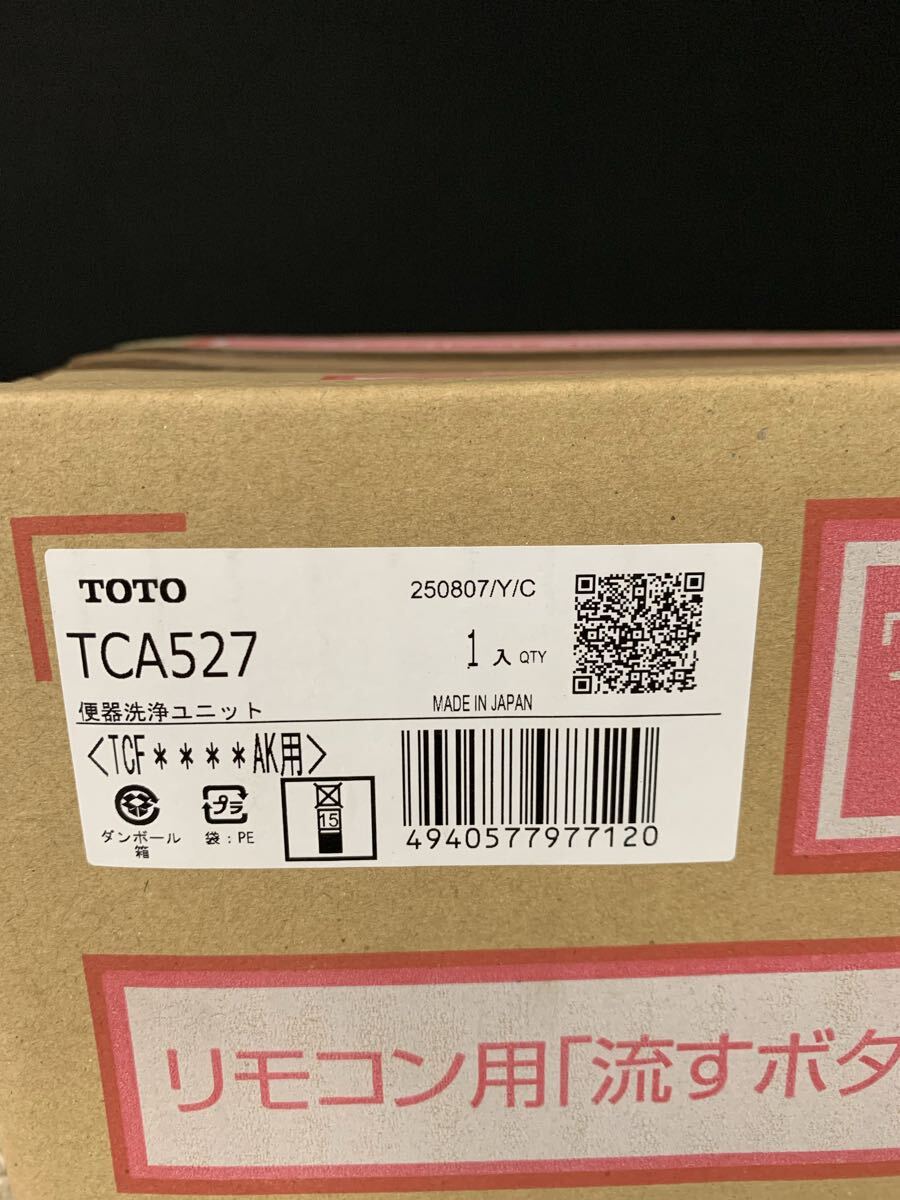 TOTO
250807/Y/C
TCA527
1入 QTY
便器洗浄ユニット
MADE IN JAPAN
<TCF****AK用>
プラ
15
ダンボール
箱
袋:PE
4940577977120
リモコン用「流すボタ